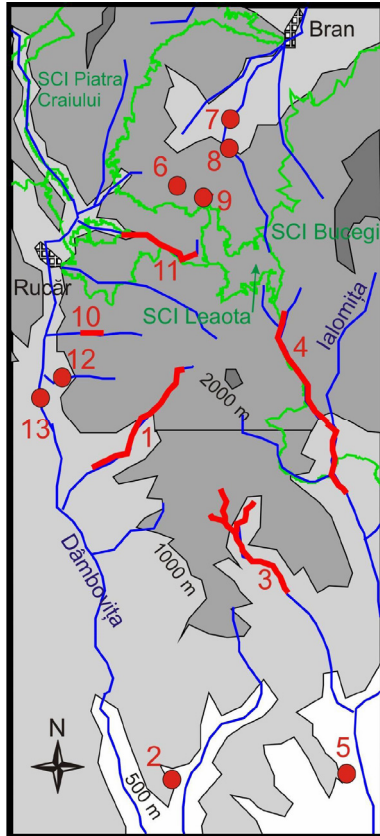 Bran
SCI Piatra
Craiului
7
8
6
9
SCI Bucegi
11
Rupăr
SCI Leaota
Ialomița
10
4
12
2000 m
13
1
1000 m
3
Dâmbovița
N
2
5
500 m